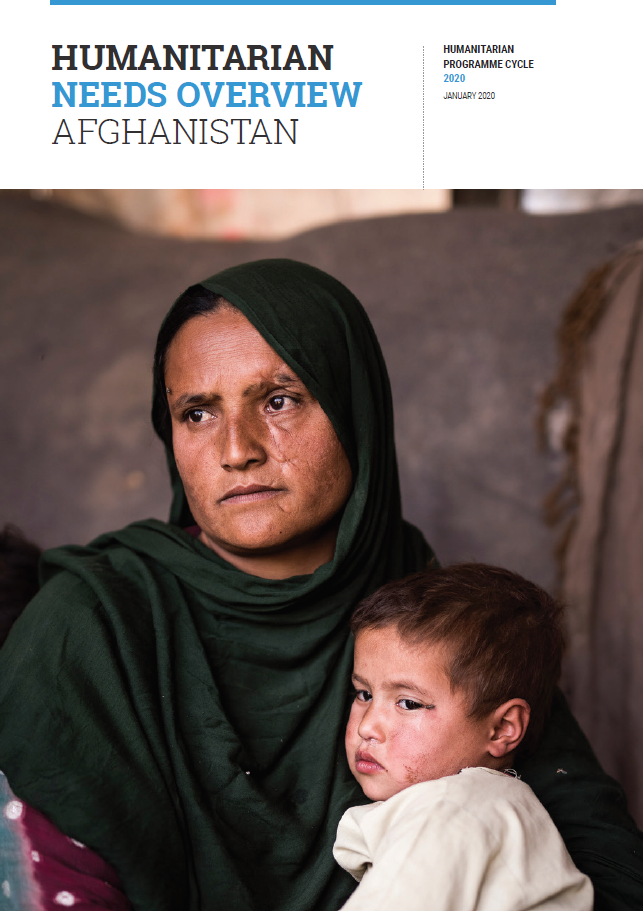 HUMANITARIAN
NEEDS OVERVIEW
AFGHANISTAN
HUMANITARIAN
PROGRAMME CYCLE
2020
JANUARY 2020